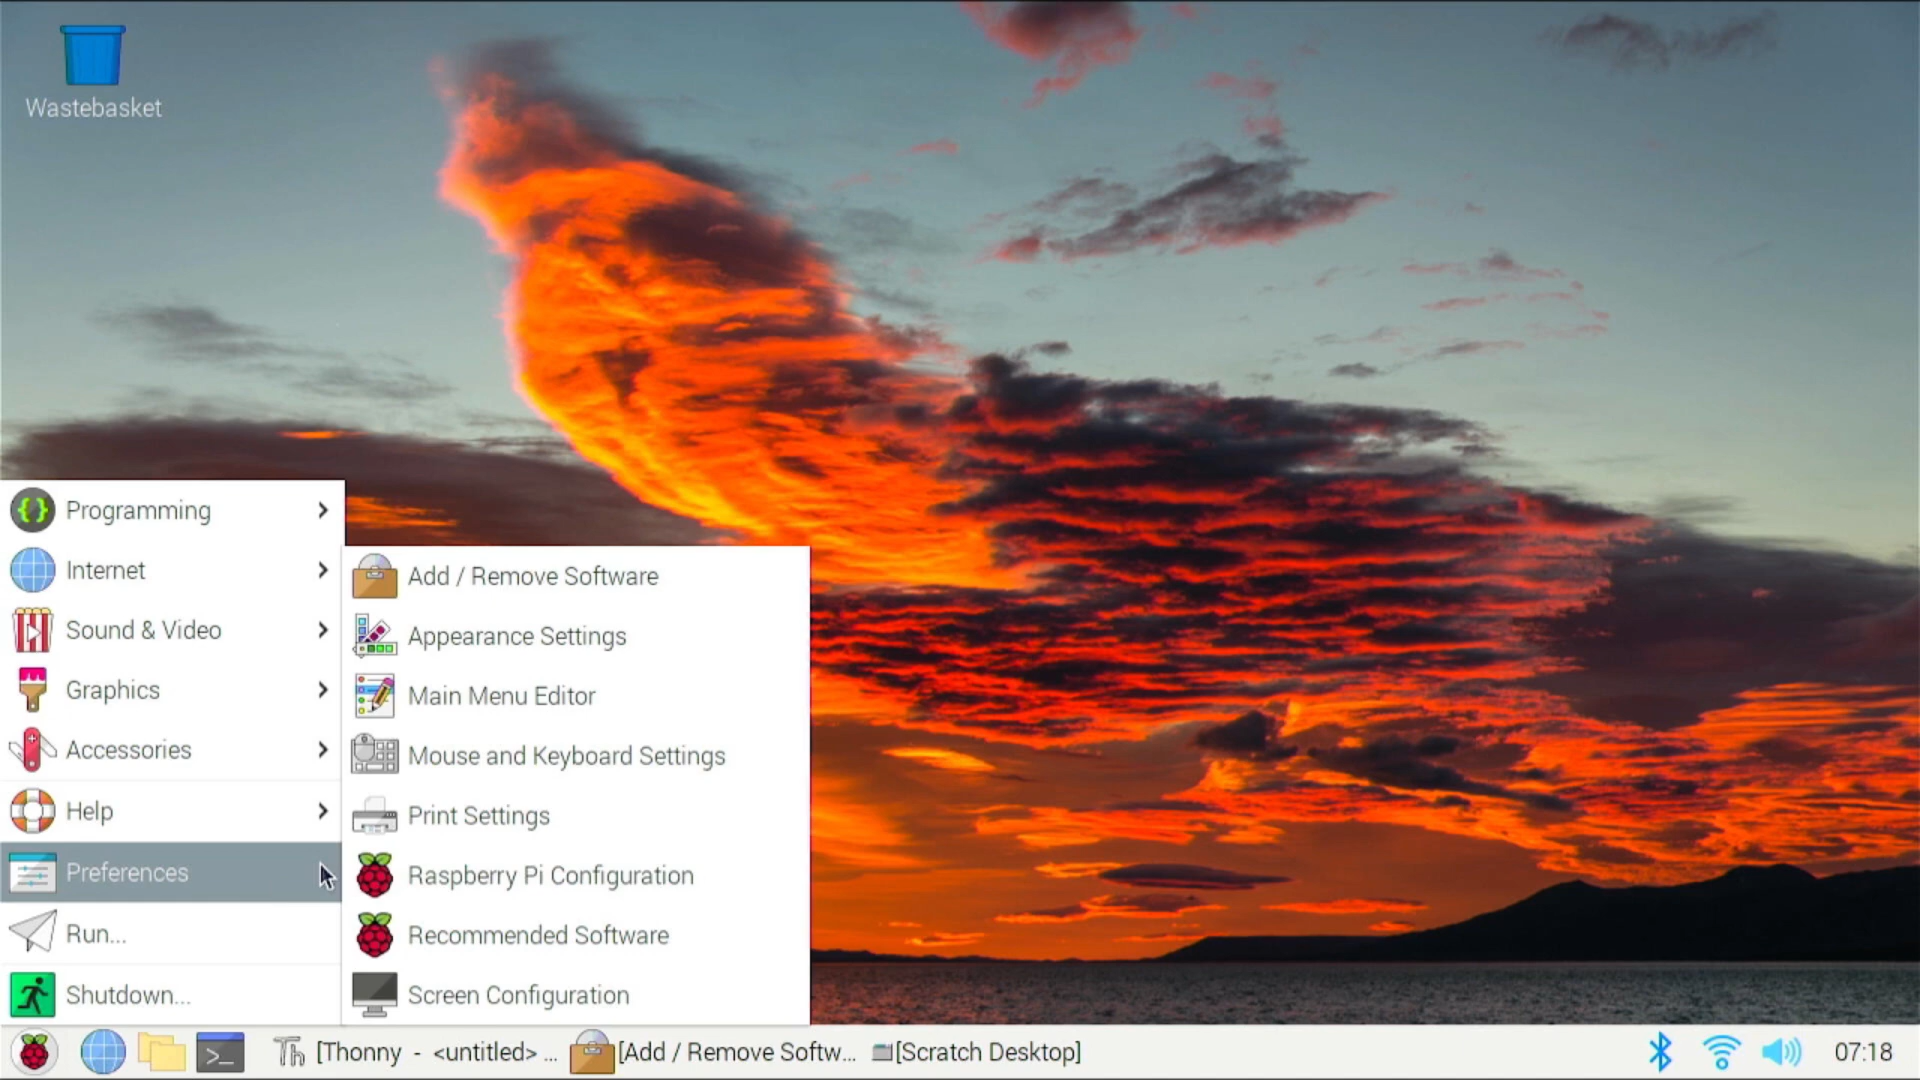 Wastebasket
Programming
Internet
Sound & Video
Graphics
Accessories
Help
Preferences
Run...
Shutdown...
Add / Remove Software
Appearance Settings
Main Menu Editor
Mouse and Keyboard Settings
Print Settings
Raspberry Pi Configuration
Recommended Software
Screen Configuration
Th [Thonny - <untitled> ... [Add / Remove Softw... [Scratch Desktop] 07:18